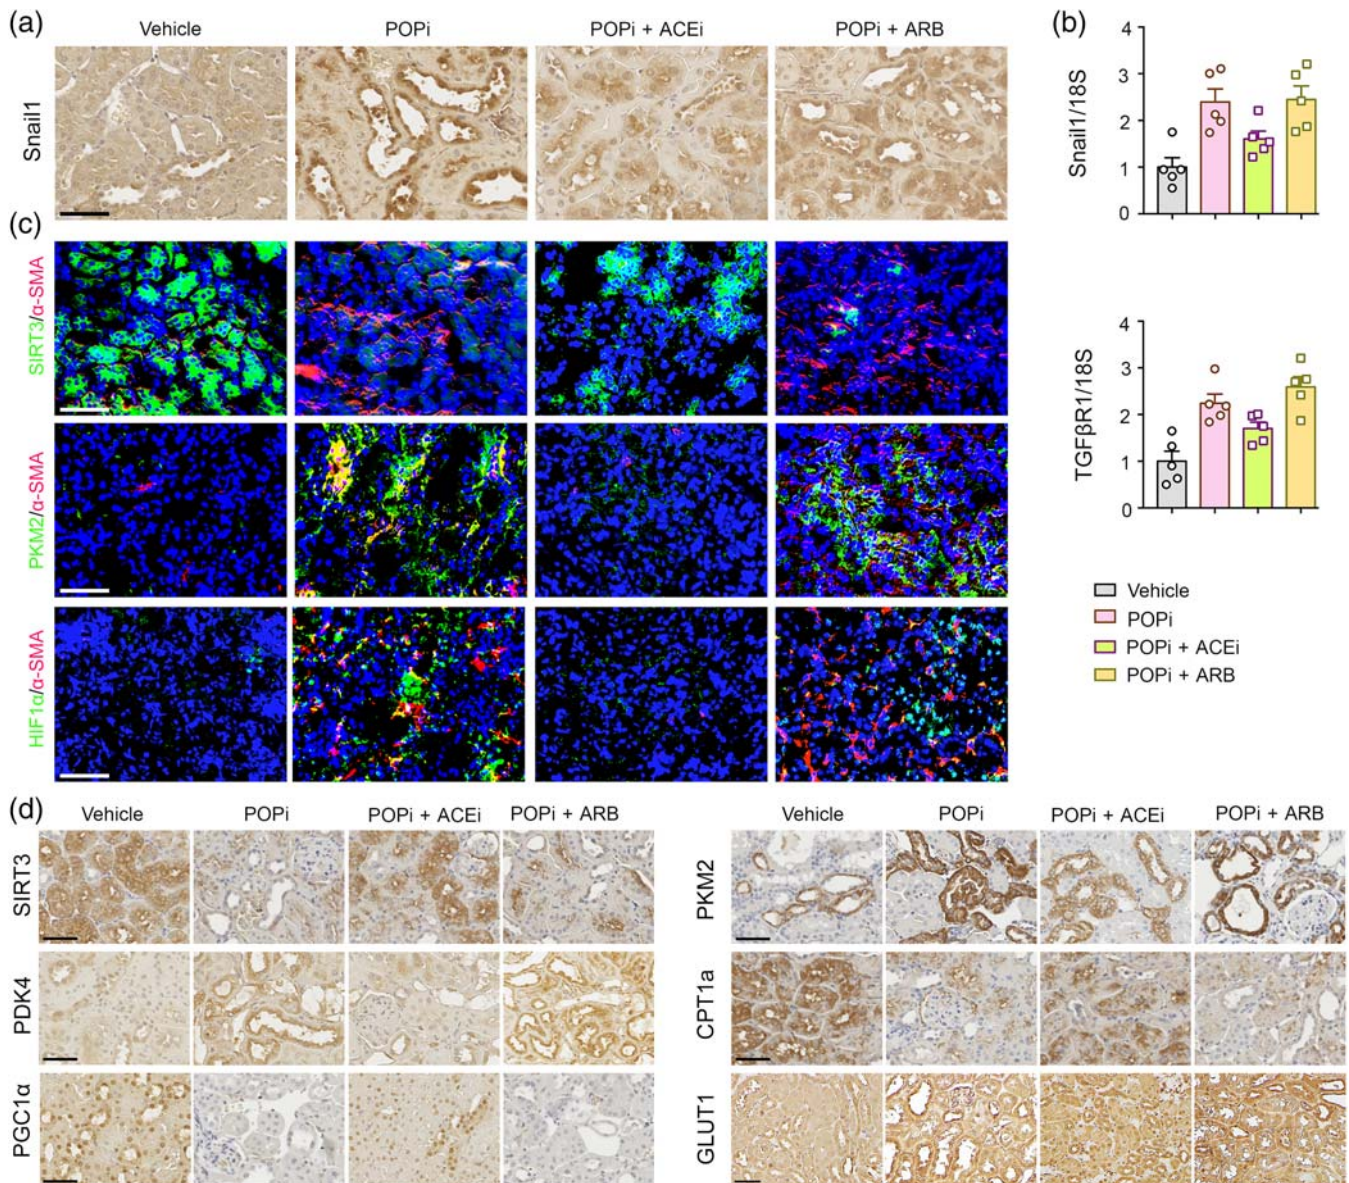 (a)
Vehicle POPi POPi + ACEi POPi + ARB
Snail1
(b)
4
3
2
1
0
Snail1/18S
(c)
SIRT3/α-SMA
PKM2/α-SMA
HIF1α/α-SMA
4
3
2
1
0
TGFβR1/18S
Vehicle
POPi
POPi + ACEi
POPi + ARB
(d)
Vehicle POPi POPi + ACEi POPi + ARB
SIRT3
PDK4
PGC1α
Vehicle POPi POPi + ACEi POPi + ARB
PKM2
CPT1a
GLUT1